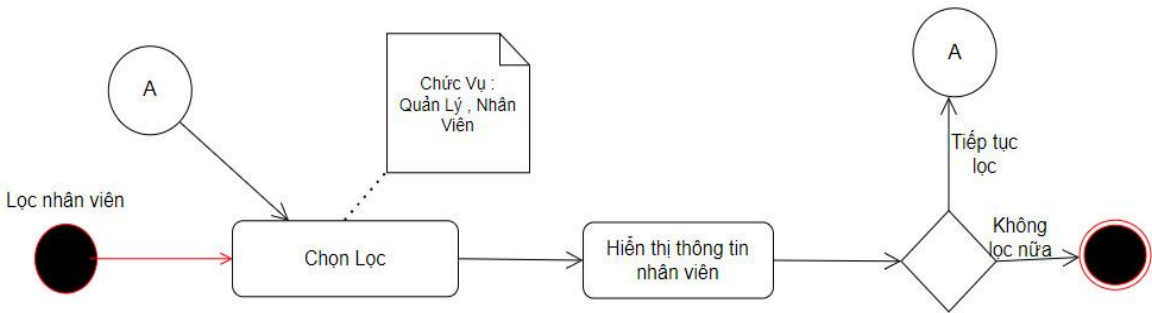 A
Chức Vụ :
Quản Lý , Nhân
Viên
A
Tiếp tục
lọc
Lọc nhân viên
Chọn Lọc
Hiển thị thông tin
nhân viên
Không
lọc nữa